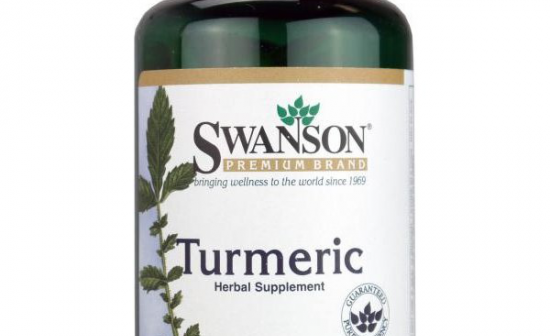 SWANSON®
PREMIUM BRAND
bringing wellness to the world since 1969
Turmeric
Herbal Supplement
GUARANTEED